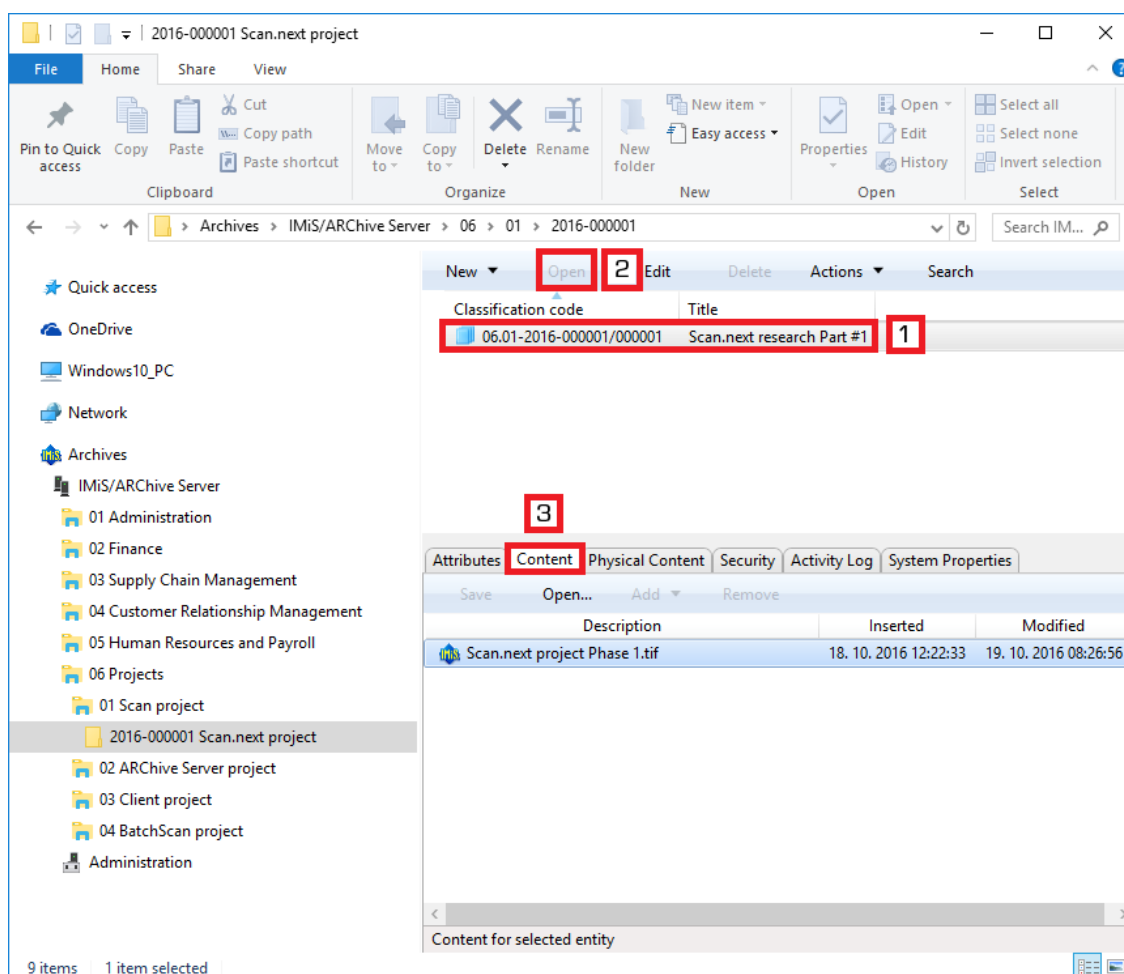 2016-000001 Scan.next project
File Home Share View
Pin to Quick access
Copy
Paste
Cut
Copy path
Paste shortcut
Move to
Copy to
Delete
Rename
New folder
New item
Easy access
Properties
Open
Edit
History
Select all
Select none
Invert selection
Clipboard Organize New Open Select
Archives > IMiS/ARChive Server > 06 > 01 > 2016-000001
Search IM...
New Open 2 Edit Delete Actions Search
Classification code Title
06.01-2016-000001/000001 Scan.next research Part #1 1
Quick access
OneDrive
Windows10_PC
Network
Archives
IMiS/ARChive Server
01 Administration
02 Finance
03 Supply Chain Management
04 Customer Relationship Management
05 Human Resources and Payroll
06 Projects
01 Scan project
2016-000001 Scan.next project
02 ARChive Server project
03 Client project
04 BatchScan project
Administration
3
Attributes Content Physical Content Security Activity Log System Properties
Save Open... Add Remove
Description Inserted Modified
Scan.next project Phase 1.tif 18. 10. 2016 12:22:33 19. 10. 2016 08:26:56
Content for selected entity
9 items 1 item selected